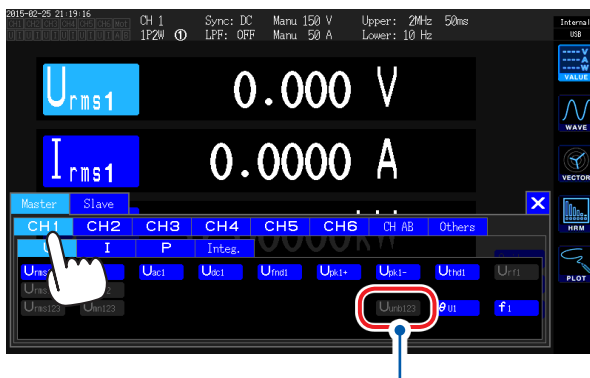 2015-02-25 21:19:16
CH 1 Sync: DC Manu 150 V Upper: 2MHz 50ms
1P2W ① LPF: OFF Manu 50 A Lower: 10 Hz
Internal
USB
Urms1 0.000 V
V
A
W
VALUE
WAVE
Irms1 0.0000 A
VECTOR
Master Slave X
HRM
CH1 CH2 CH3 CH4 CH5 CH6 CH AB Others
I P Integ.
PLOT
Uac1 Udc1 Ufnd1 Upk1+ Upk1- Uthd1 Urf1
Urms123 Umn123 Uunb123 θU1 f1